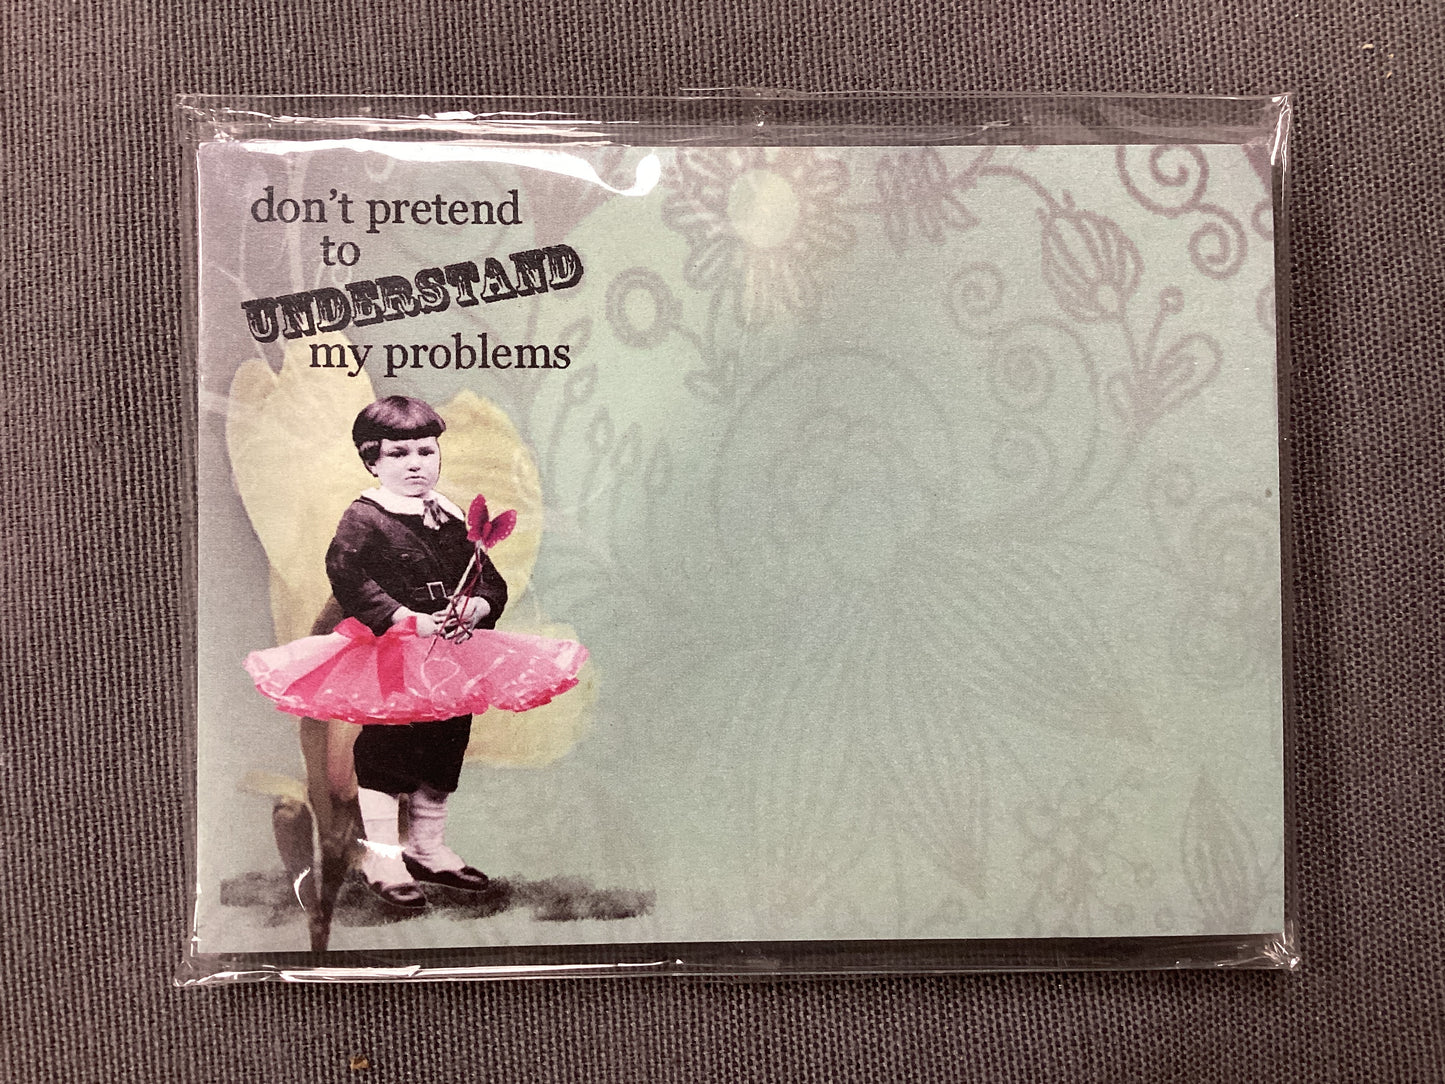 don't pretend
to
UNDERSTAND
my problems